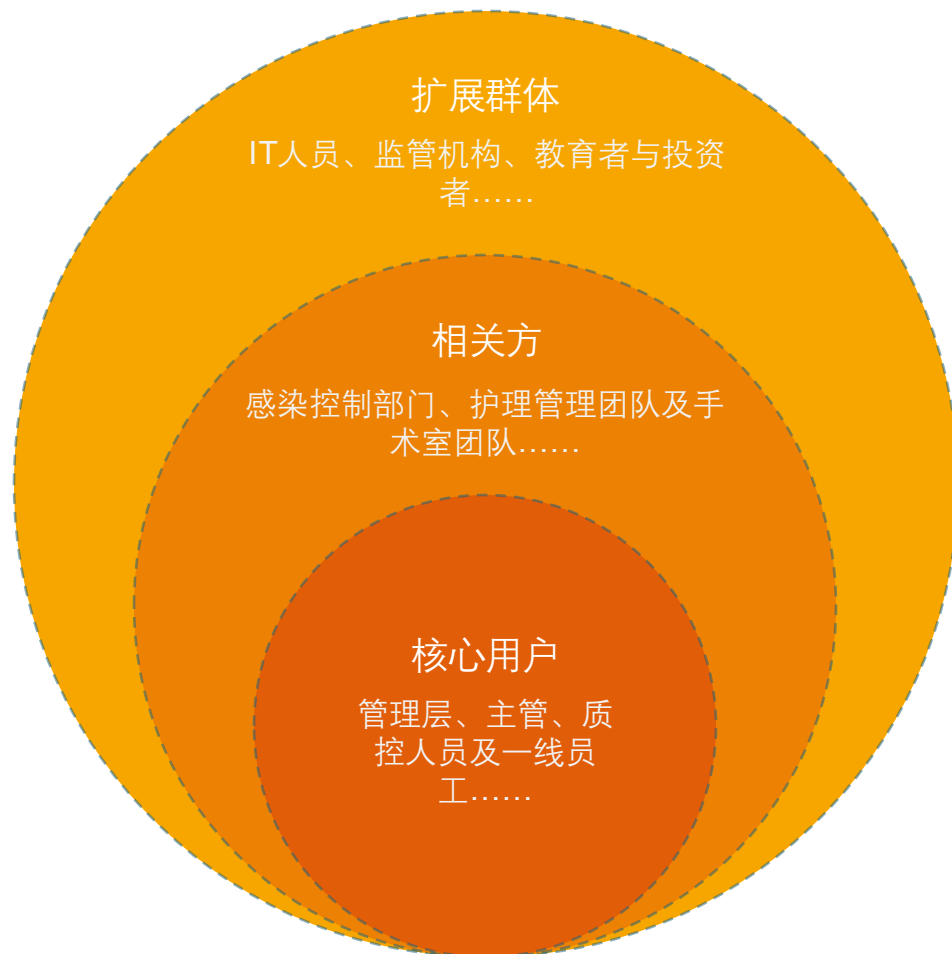 扩展群体
IT人员、监管机构、教育者与投资
者……
相关方
感染控制部门、护理管理团队及手
术室团队……
核心用户
管理层、主管、质
控人员及一线员
工……